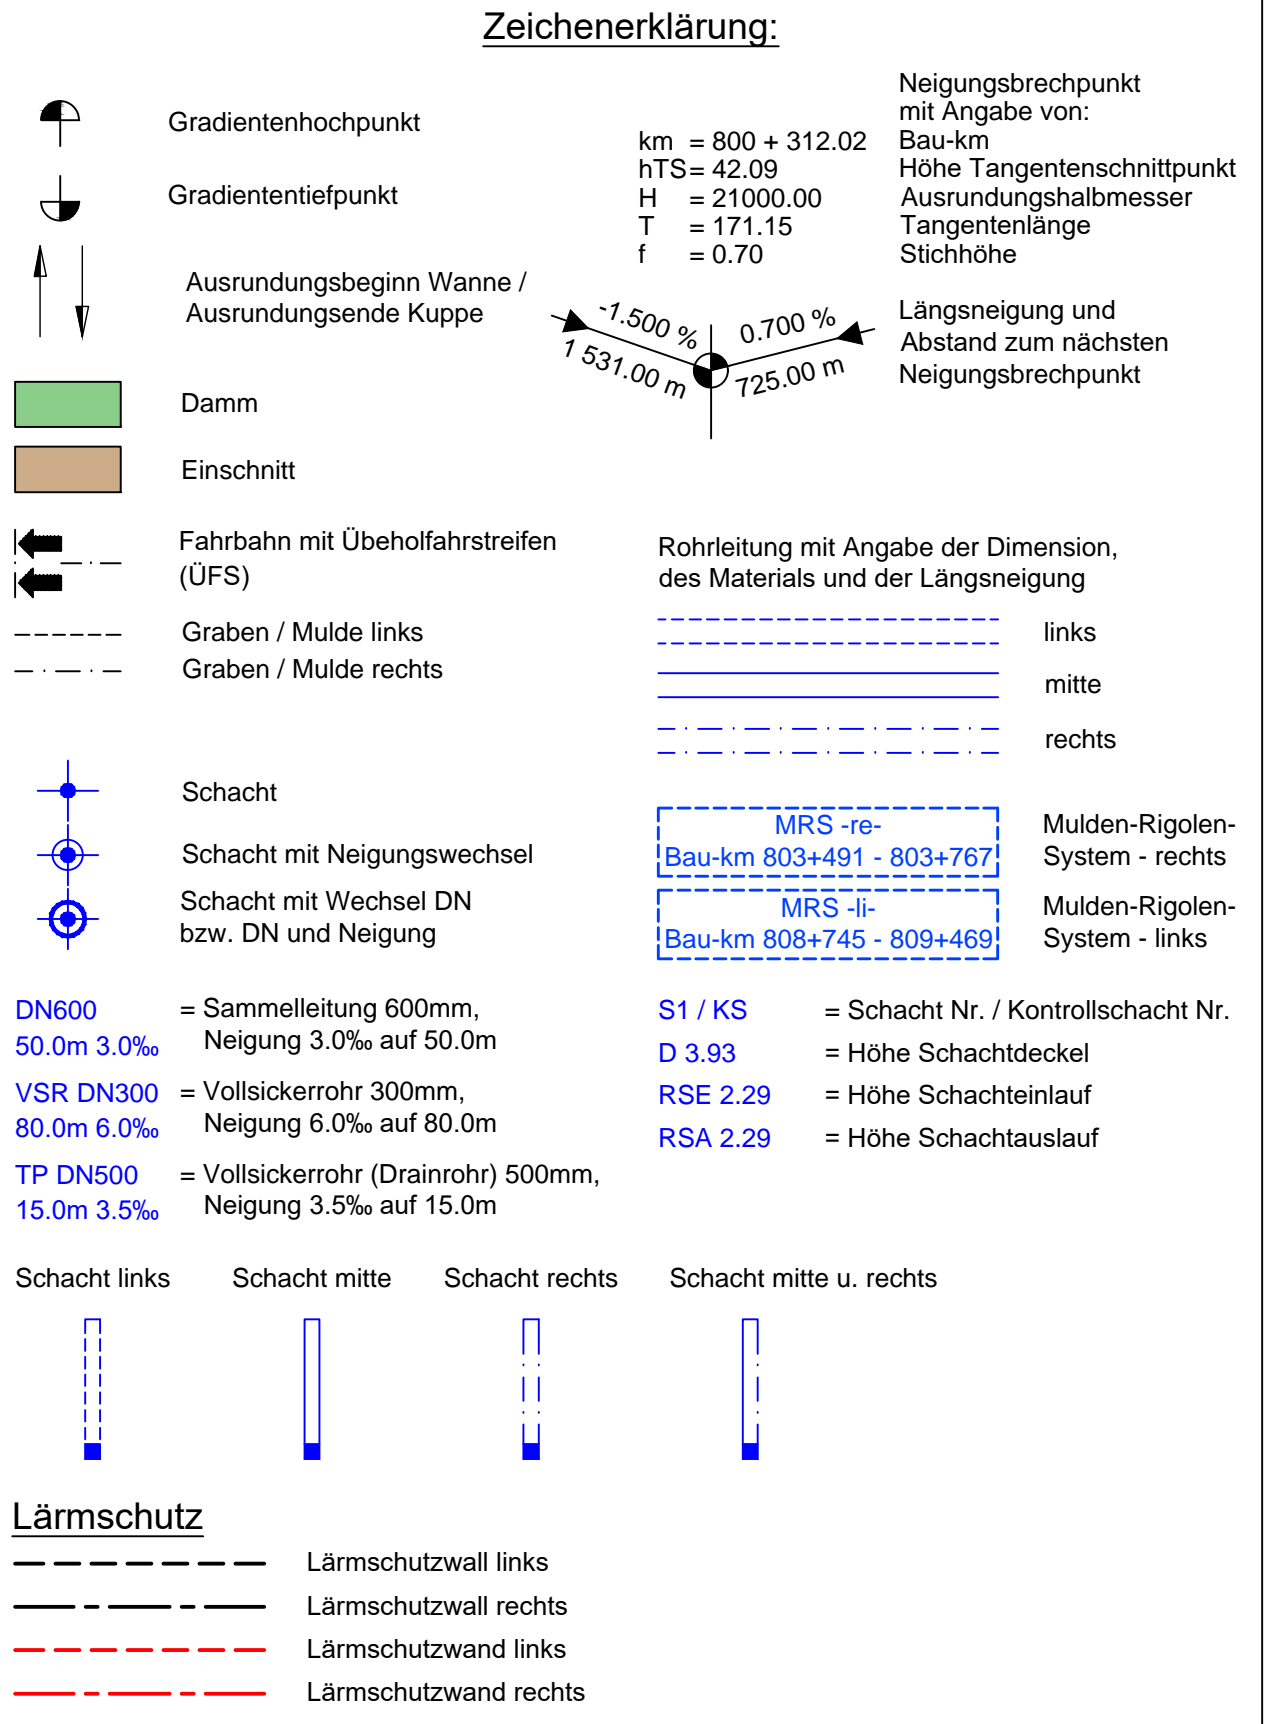 Zeichenerklärung:
Gradientenhochpunkt
Gradiententiefpunkt
Ausrundungsbeginn Wanne /
Ausrundungsende Kuppe
Neigungsbrechpunkt
mit Angabe von:
km = 800 + 312.02 Bau-km
hTS= 42.09 Höhe Tangentenschnittpunkt
H = 21000.00 Ausrundungshalbmesser
T = 171.15 Tangentenlänge
f = 0.70 Stichhöhe
-1.500 %
1 531.00 m
0.700 %
725.00 m
Längsneigung und
Abstand zum nächsten
Neigungsbrechpunkt
Damm
Einschnitt
Fahrbahn mit Übeholfahrstreifen
(ÜFS)
Graben / Mulde links
Graben / Mulde rechts
Rohrleitung mit Angabe der Dimension,
des Materials und der Längsneigung
links
mitte
rechts
Schacht
Schacht mit Neigungswechsel
Schacht mit Wechsel DN
bzw. DN und Neigung
MRS -re-
Bau-km 803+491 - 803+767
Mulden-Rigolen-
System - rechts
MRS -li-
Bau-km 808+745 - 809+469
Mulden-Rigolen-
System - links
DN600 = Sammelleitung 600mm,
50.0m 3.0‰ Neigung 3.0‰ auf 50.0m
VSR DN300 = Vollsickerrohr 300mm,
80.0m 6.0‰ Neigung 6.0‰ auf 80.0m
TP DN500 = Vollsickerrohr (Drainrohr) 500mm,
15.0m 3.5‰ Neigung 3.5‰ auf 15.0m
S1 / KS = Schacht Nr. / Kontrollschacht Nr.
D 3.93 = Höhe Schachtdeckel
RSE 2.29 = Höhe Schachteinlauf
RSA 2.29 = Höhe Schachtauslauf
Schacht links Schacht mitte Schacht rechts Schacht mitte u. rechts
Lärmschutz
Lärmschutzwall links
Lärmschutzwall rechts
Lärmschutzwand links
Lärmschutzwand rechts